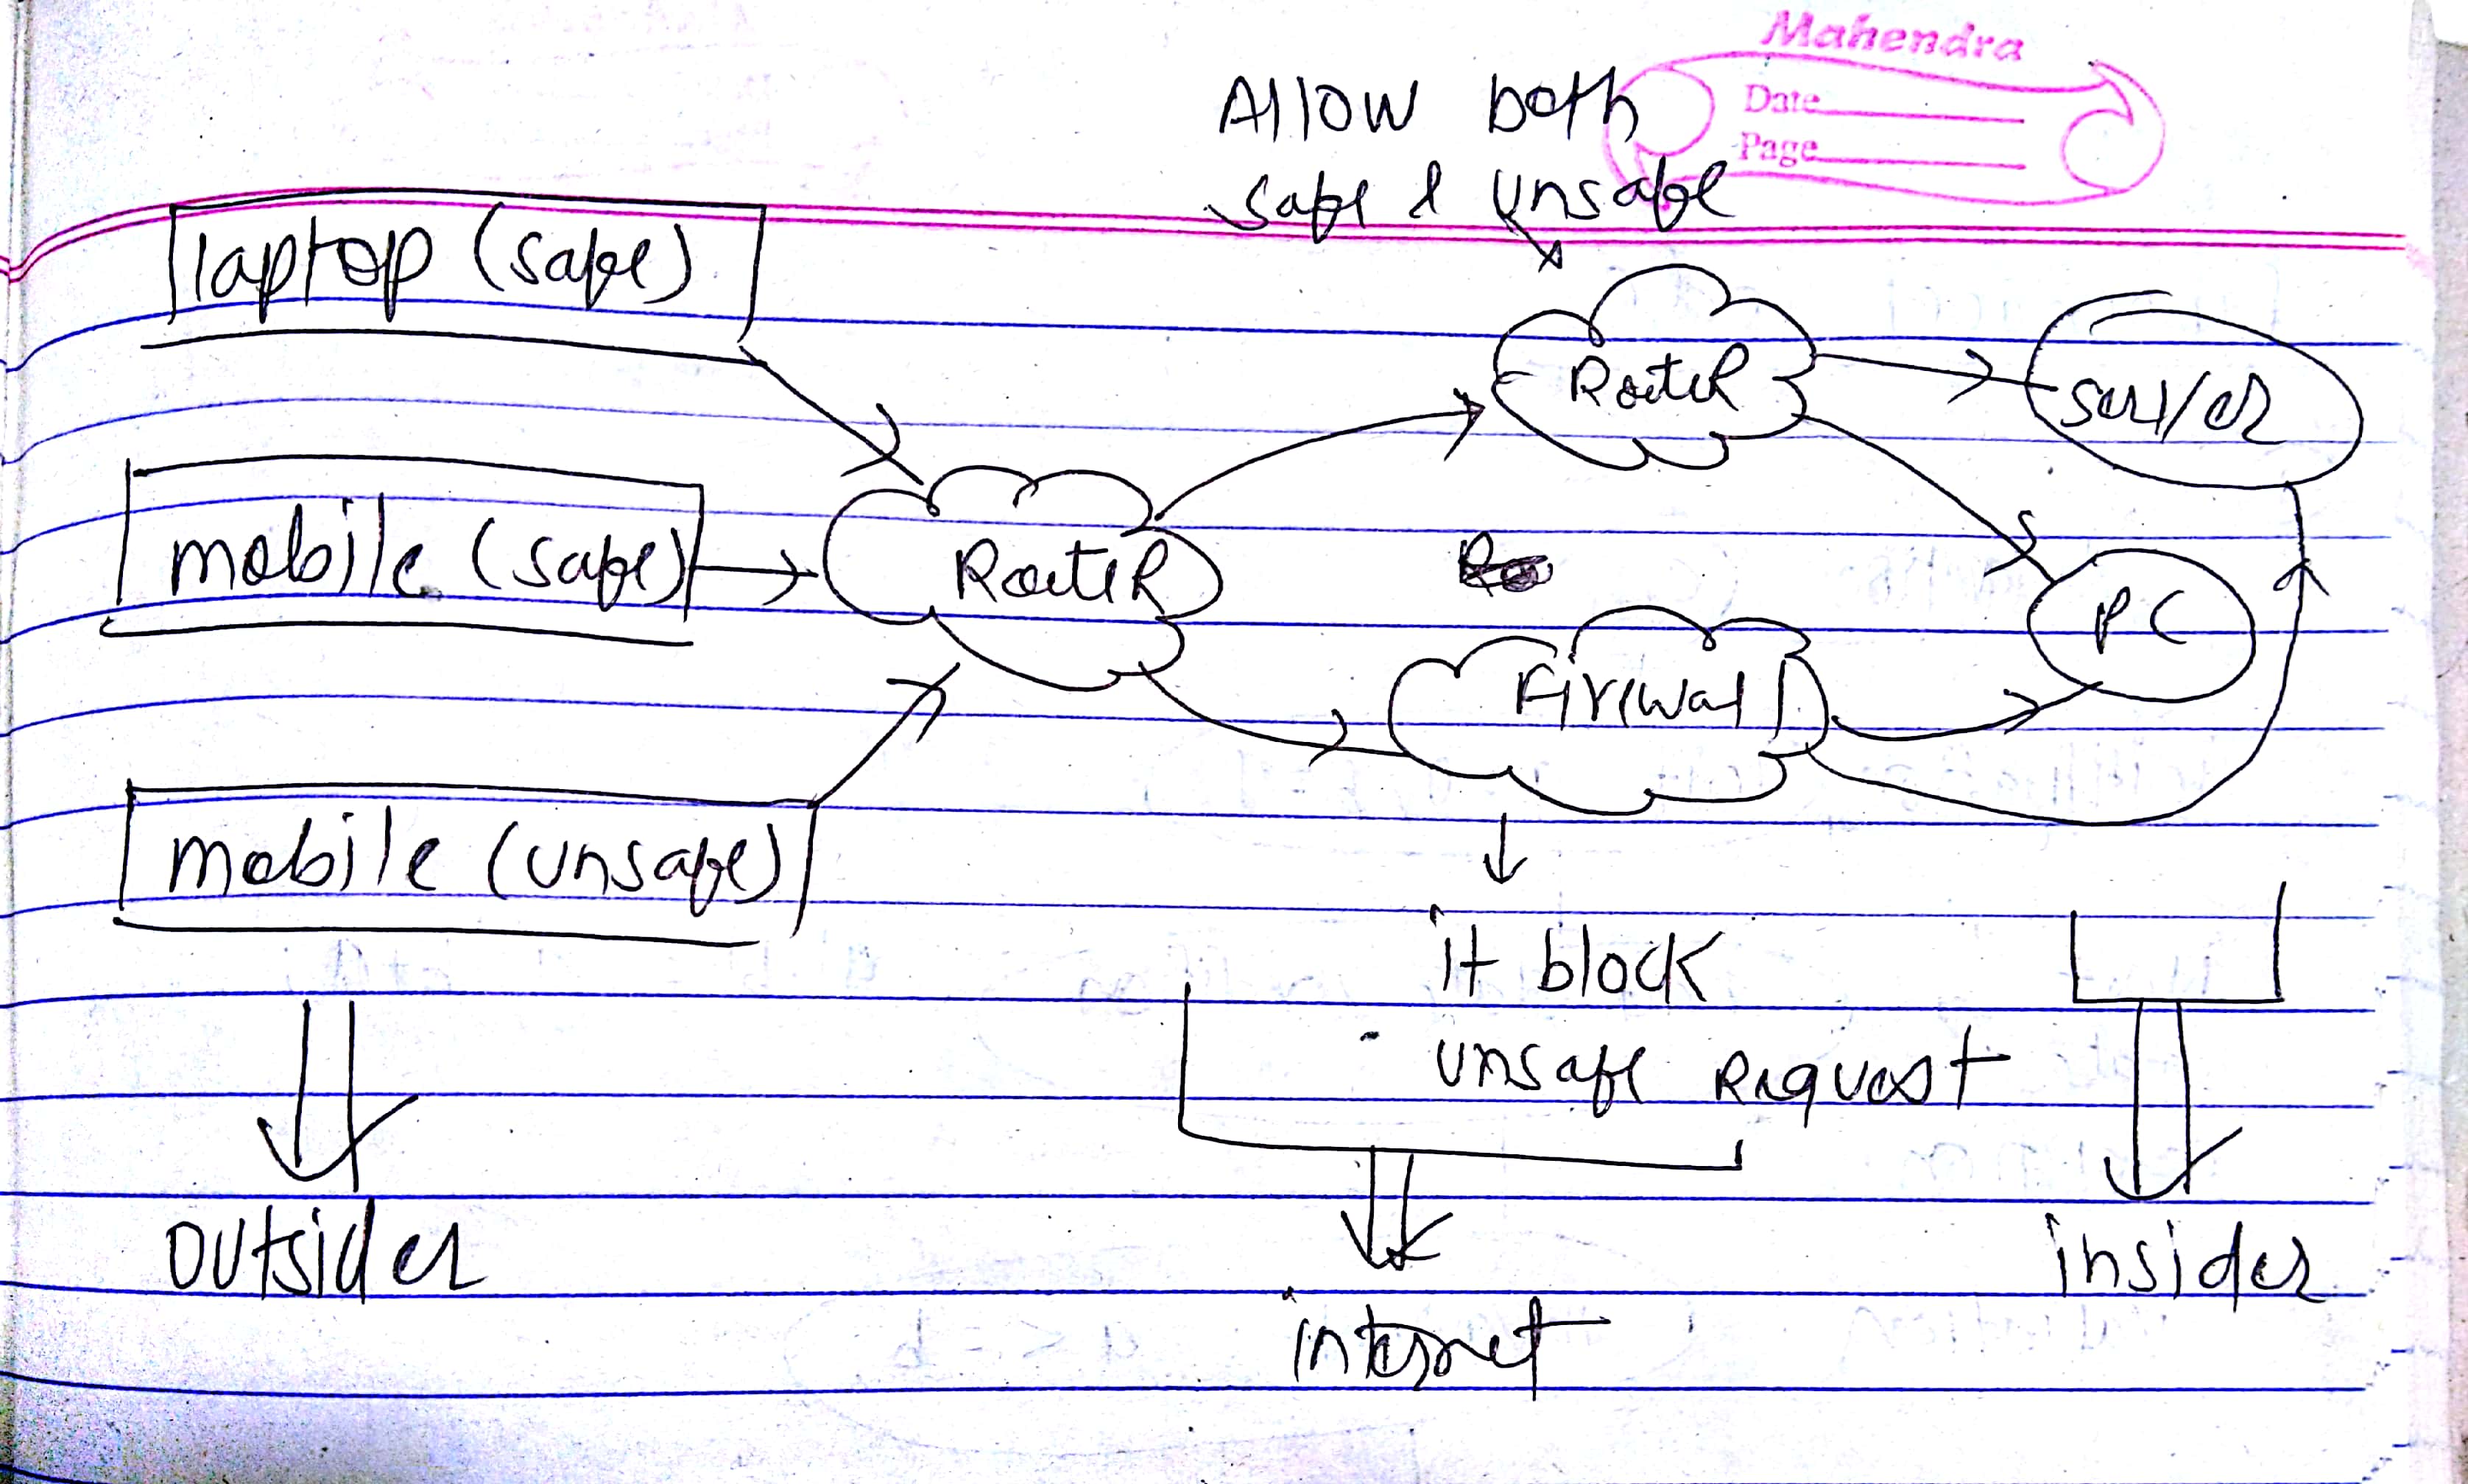 Mahendra
Date
Page
Allow both
safe & unsafe
laptop (safe)
Router
server
mobile (safe)
Router
PC
Firewall
mobile (unsafe)
it block
unsafe Request
outsider
insider
internet